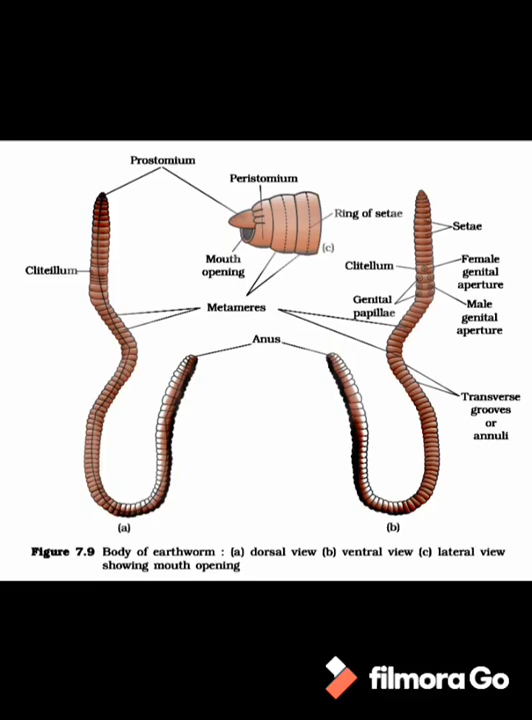 Prostomium
Peristomium
Ring of setae
(c)
Mouth
opening
Setae
Cliteillum
Clitellum
Female
genital
aperture
Genital
papillae
Male
genital
aperture
Metameres
Anus
Transverse
grooves
or
annuli
(a)
(b)
Figure 7.9 Body of earthworm : (a) dorsal view (b) ventral view (c) lateral view
showing mouth opening
filmora Go